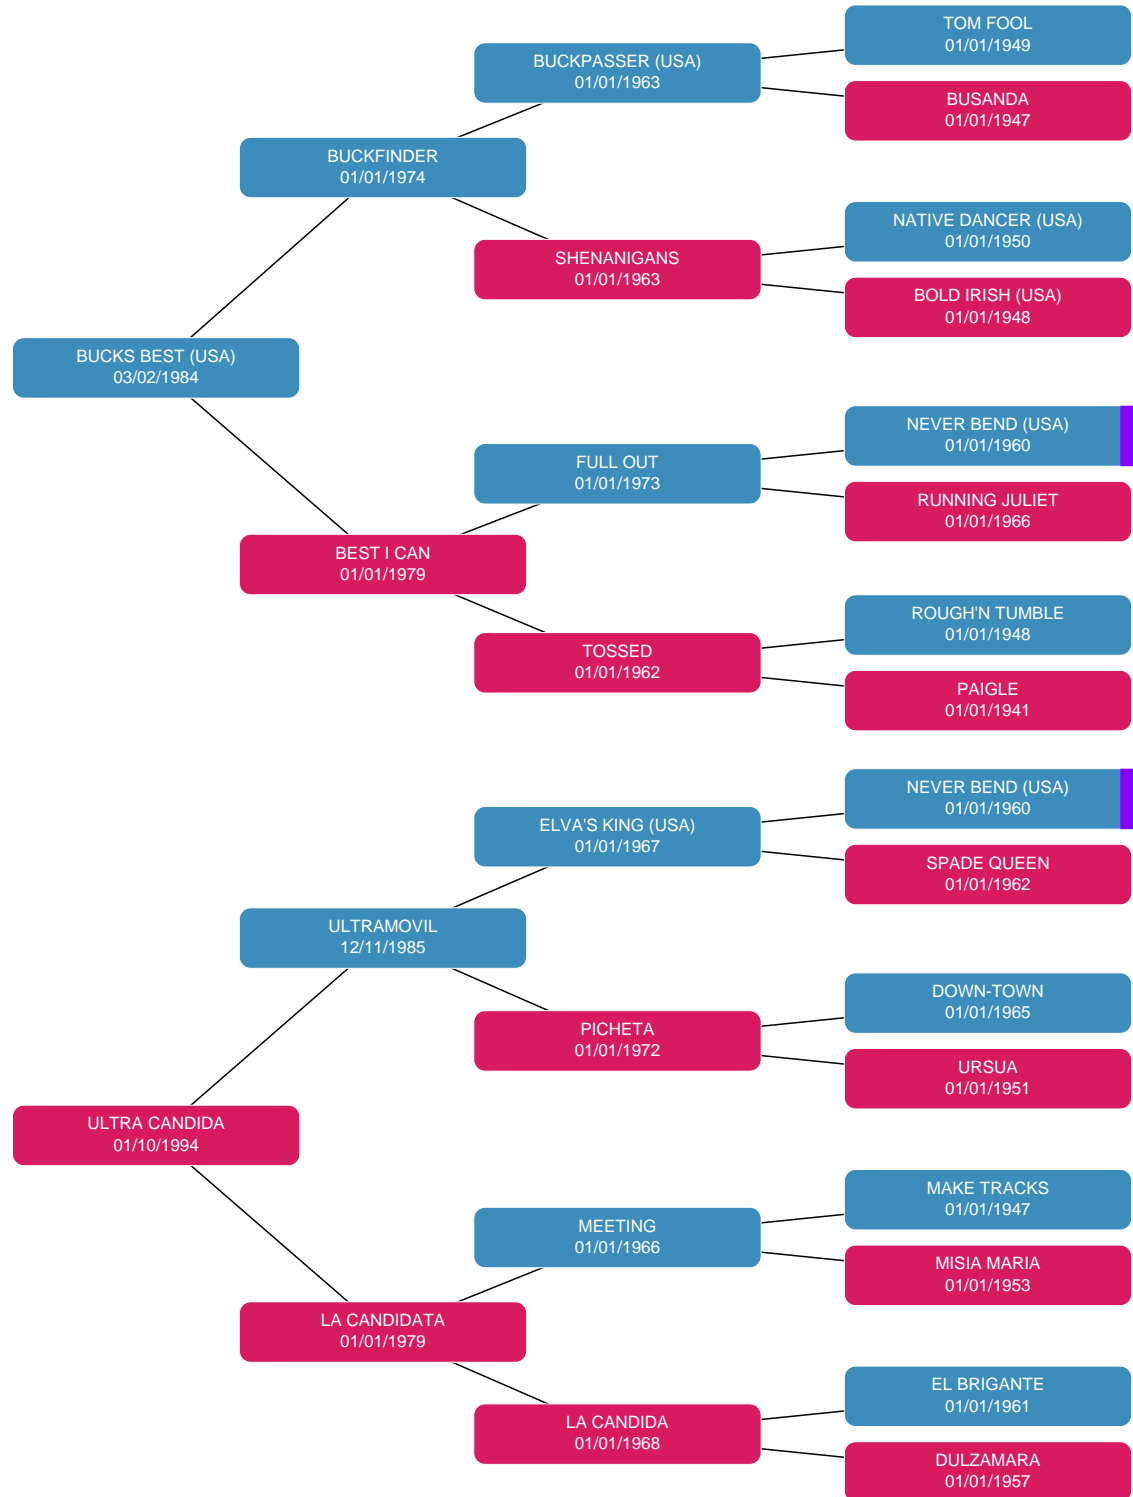 TOM FOOL
01/01/1949
BUCKPASSER (USA)
01/01/1963
BUSANDA
01/01/1947
BUCKFINDER
01/01/1974
NATIVE DANCER (USA)
01/01/1950
SHENANIGANS
01/01/1963
BOLD IRISH (USA)
01/01/1948
BUCKS BEST (USA)
03/02/1984
NEVER BEND (USA)
01/01/1960
FULL OUT
01/01/1973
RUNNING JULIET
01/01/1966
BEST I CAN
01/01/1979
ROUGH'N TUMBLE
01/01/1948
TOSSED
01/01/1962
PAIGLE
01/01/1941
NEVER BEND (USA)
01/01/1960
ELVA'S KING (USA)
01/01/1967
SPADE QUEEN
01/01/1962
ULTRAMOVIL
12/11/1985
DOWN-TOWN
01/01/1965
PICHETA
01/01/1972
URSUA
01/01/1951
ULTRA CANDIDA
01/10/1994
MAKE TRACKS
01/01/1947
MEETING
01/01/1966
MISIA MARIA
01/01/1953
LA CANDIDATA
01/01/1979
EL BRIGANTE
01/01/1961
LA CANDIDA
01/01/1968
DULZAMARA
01/01/1957